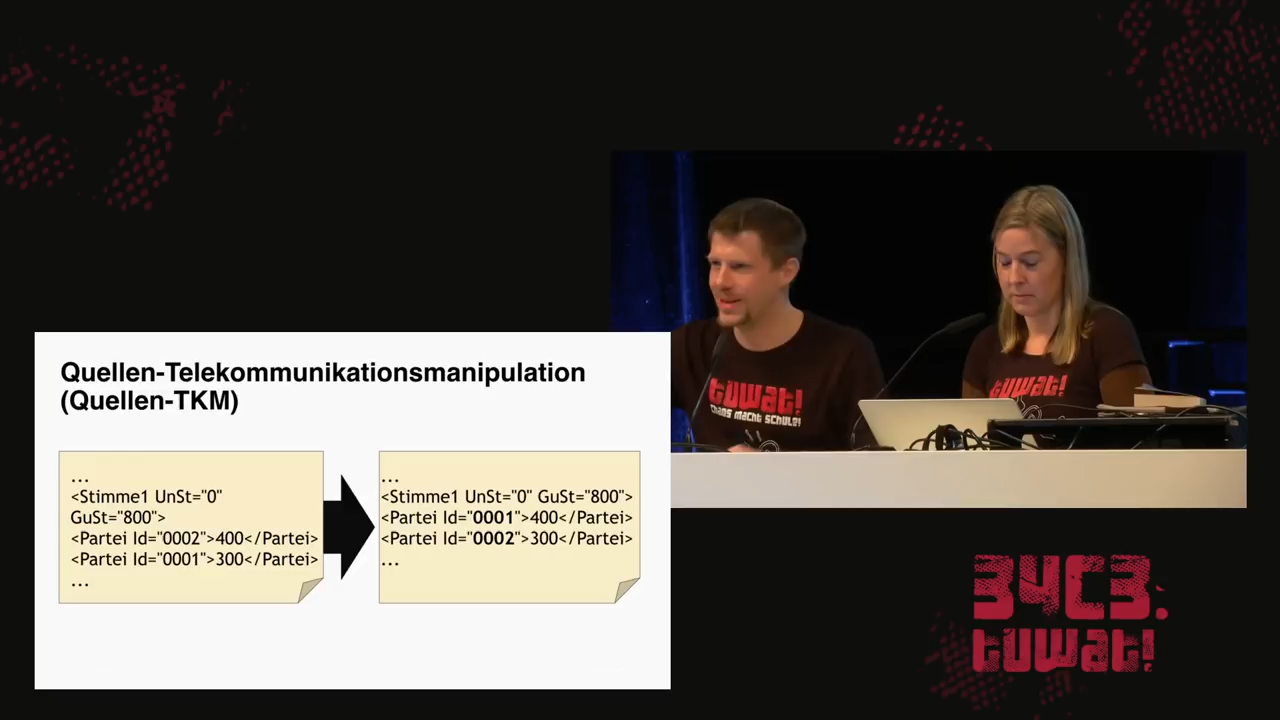 Quellen-Telekommunikationsmanipulation
(Quellen-TKM)
...
<Stimme1 UnSt="0"
GuSt="800">
<Partei Id="0002">400</Partei>
<Partei Id="0001">300</Partei>
...
...
<Stimme1 UnSt="0" GuSt="800">
<Partei Id="0001">400</Partei>
<Partei Id="0002">300</Partei>
...
tuwat!
chaos macht schule!
tuwat!
34C3.
tuwat!